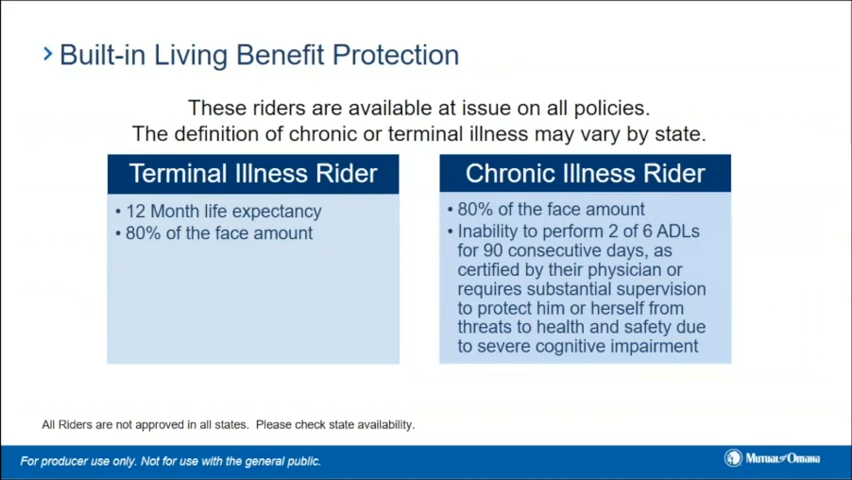 Built-in Living Benefit Protection
These riders are available at issue on all policies.
The definition of chronic or terminal illness may vary by state.
Terminal Illness Rider
• 12 Month life expectancy
• 80% of the face amount
Chronic Illness Rider
• 80% of the face amount
• Inability to perform 2 of 6 ADLs
for 90 consecutive days, as
certified by their physician or
requires substantial supervision
to protect him or herself from
threats to health and safety due
to severe cognitive impairment
All Riders are not approved in all states. Please check state availability.
For producer use only. Not for use with the general public.
Mutual of Omaha